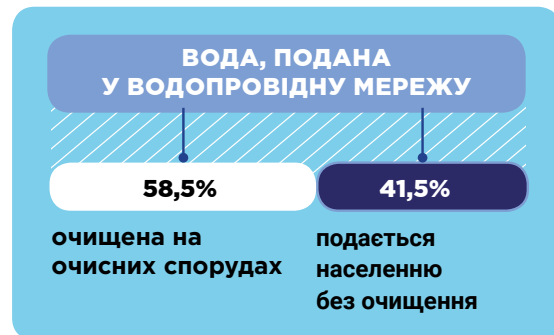 ВОДА, ПОДАНА
У ВОДОПРОВІДНУ МЕРЕЖУ
58,5%
41,5%
очищена на
очисних спорудах
подається
населенню
без очищення